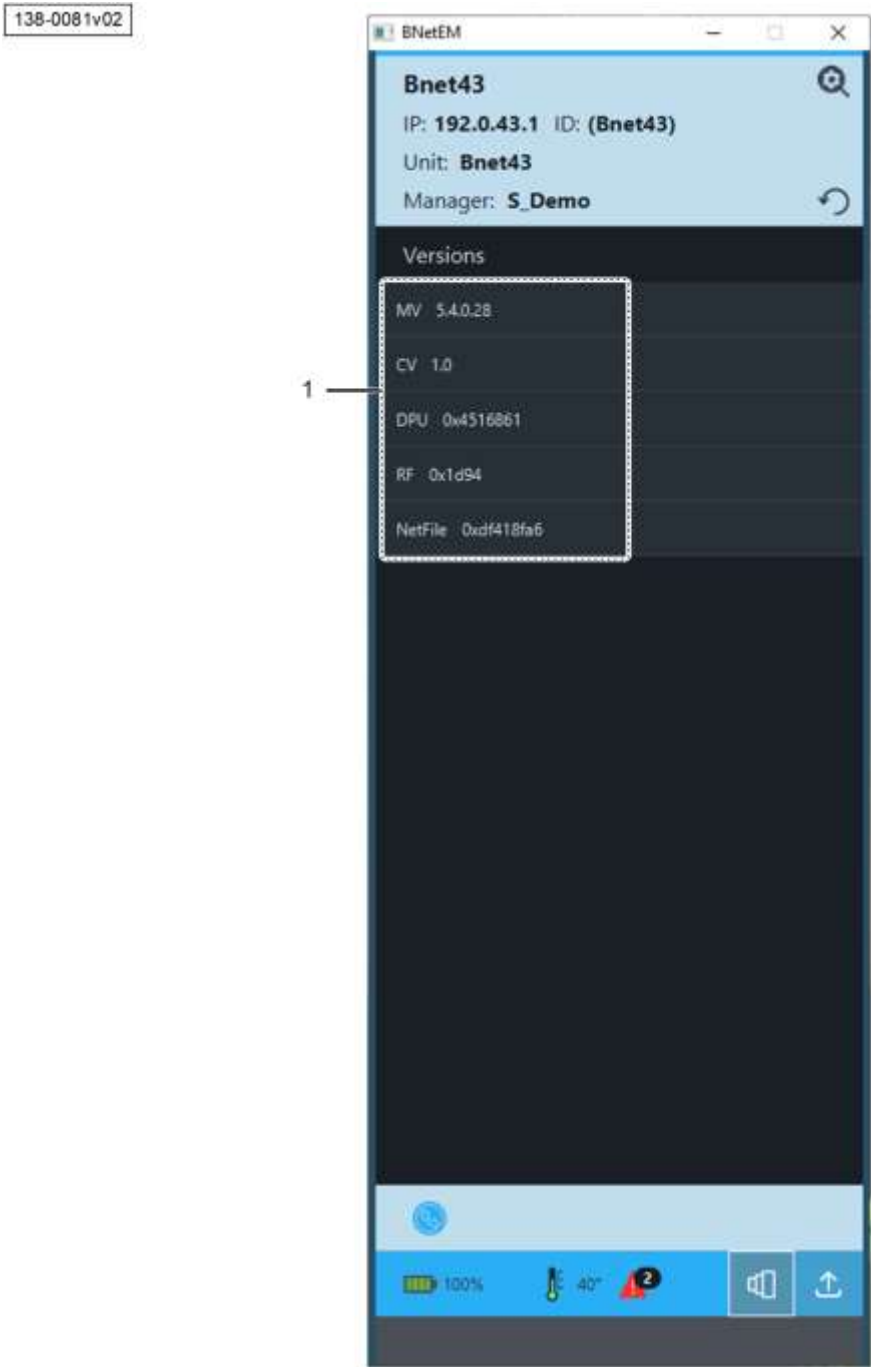 138-0081v02
BNetEM
Bnet43
IP: 192.0.43.1 ID: (Bnet43)
Unit: Bnet43
Manager: S_Demo
Versions
MV 5.4.0.28
CV 1.0
1
DPU 0x4516861
RF 0x1d94
NetFile 0xdf418fa6
100% 40° 2